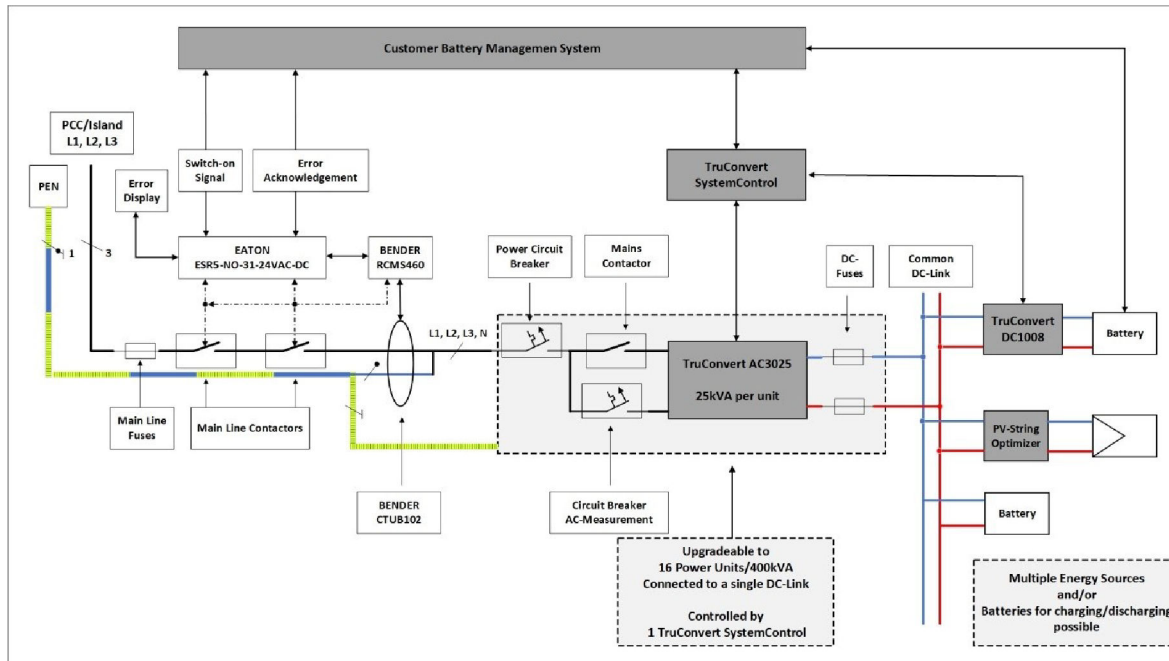 Customer Battery Managemen System
PCC/Island
L1, L2, L3
PEN
Error
Display
Switch-on
Signal
Error
Acknowledgement
TruConvert
SystemControl
1
3
EATON
ESR5-NO-31-24VAC-DC
BENDER
RCMS460
Power Circuit
Breaker
Mains
Contactor
DC-
Fuses
Common
DC-Link
L1, L2, L3, N
TruConvert AC3025
25kVA per unit
TruConvert
DC1008
Battery
Main Line
Fuses
Main Line Contactors
PV-String
Optimizer
BENDER
CTUB102
Circuit Breaker
AC-Measurement
Battery
Upgradeable to
16 Power Units/400kVA
Connected to a single DC-Link
Controlled by
1 TruConvert SystemControl
Multiple Energy Sources
and/or
Batteries for charging/discharging
possible